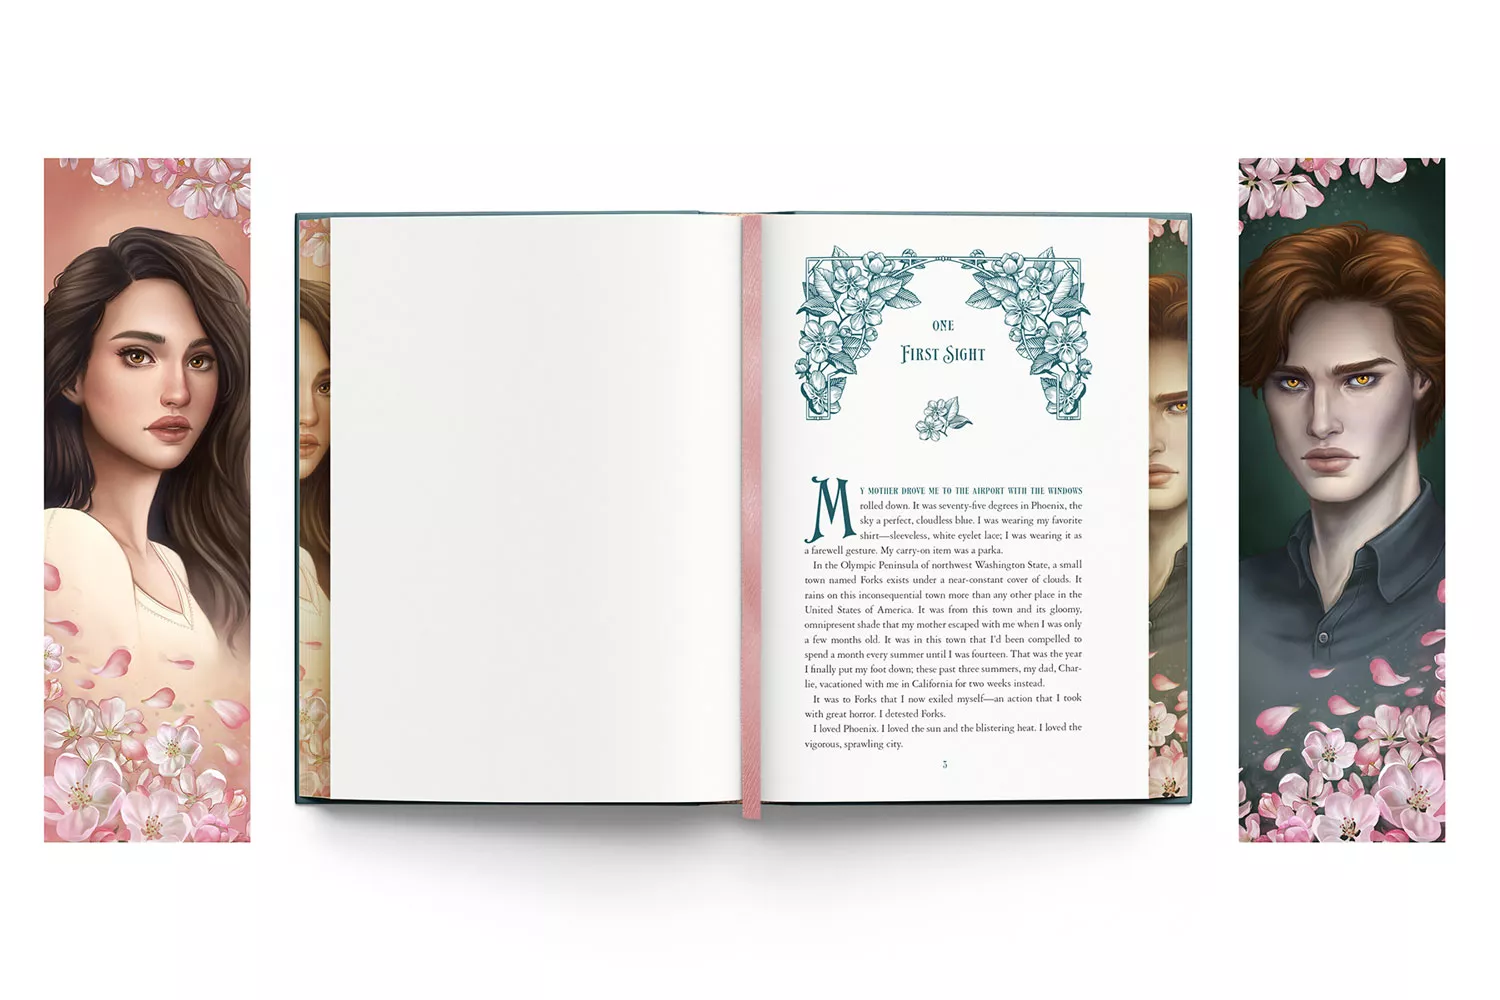 ONE
FIRST SIGHT
MY MOTHER DROVE ME TO THE AIRPORT WITH THE WINDOWS
rolled down. It was seventy-five degrees in Phoenix, the
sky a perfect, cloudless blue. I was wearing my favorite
shirt—sleeveless, white eyelet lace; I was wearing it as
a farewell gesture. My carry-on item was a parka.
In the Olympic Peninsula of northwest Washington State, a small
town named Forks exists under a near-constant cover of clouds. It
rains on this inconsequential town more than any other place in the
United States of America. It was from this town and its gloomy,
omnipresent shade that my mother escaped with me when I was only
a few months old. It was in this town that I'd been compelled to
spend a month every summer until I was fourteen. That was the year
I finally put my foot down; these past three summers, my dad, Char-
lie, vacationed with me in California for two weeks instead.
It was to Forks that I now exiled myself—an action that I took
with great horror. I detested Forks.
I loved Phoenix. I loved the sun and the blistering heat. I loved the
vigorous, sprawling city.
3